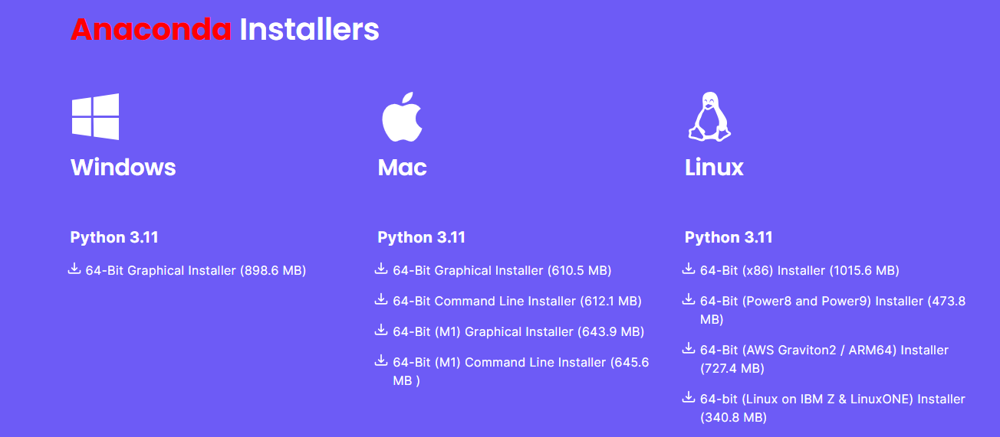 Anaconda Installers
Windows
Python 3.11
64-Bit Graphical Installer (898.6 MB)
Mac
Python 3.11
64-Bit Graphical Installer (610.5 MB)
64-Bit Command Line Installer (612.1 MB)
64-Bit (M1) Graphical Installer (643.9 MB)
64-Bit (M1) Command Line Installer (645.6
MB )
Linux
Python 3.11
64-Bit (x86) Installer (1015.6 MB)
64-Bit (Power8 and Power9) Installer (473.8
MB)
64-Bit (AWS Graviton2 / ARM64) Installer
(727.4 MB)
64-bit (Linux on IBM Z & LinuxONE) Installer
(340.8 MB)